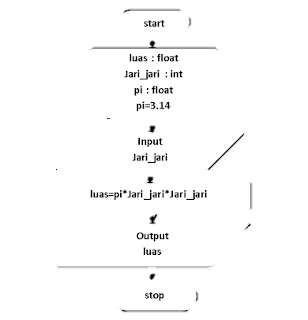 start
luas : float
Jari_jari : int
pi : float
pi=3.14
Input
Jari_jari
luas=pi*Jari_jari*Jari_jari
Output
luas
stop